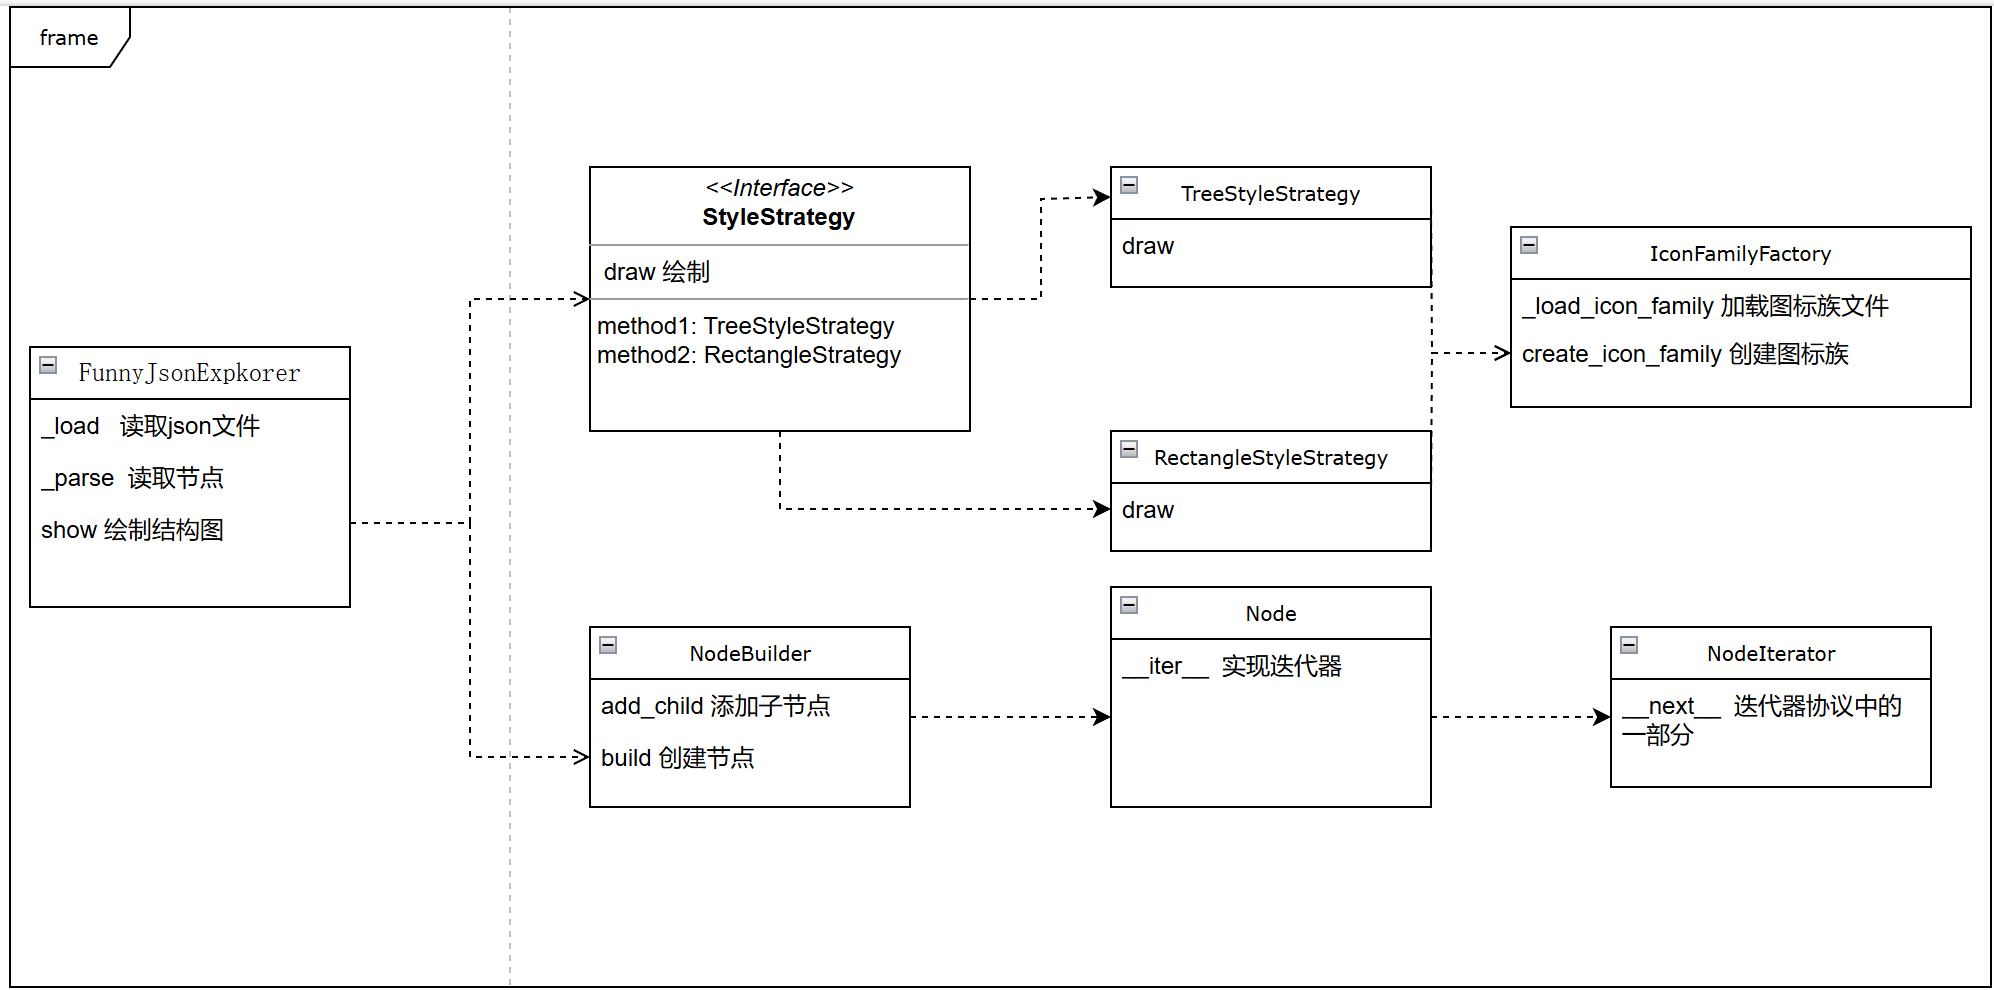 frame
FunnyJsonExpkorer
_load 读取json文件
_parse 读取节点
show 绘制结构图
<<Interface>>
StyleStrategy
draw 绘制
method1: TreeStyleStrategy
method2: RectangleStrategy
TreeStyleStrategy
draw
IconFamilyFactory
_load_icon_family 加载图标族文件
create_icon_family 创建图标族
RectangleStyleStrategy
draw
NodeBuilder
add_child 添加子节点
build 创建节点
Node
__iter__ 实现迭代器
NodeIterator
__next__ 迭代器协议中的
一部分